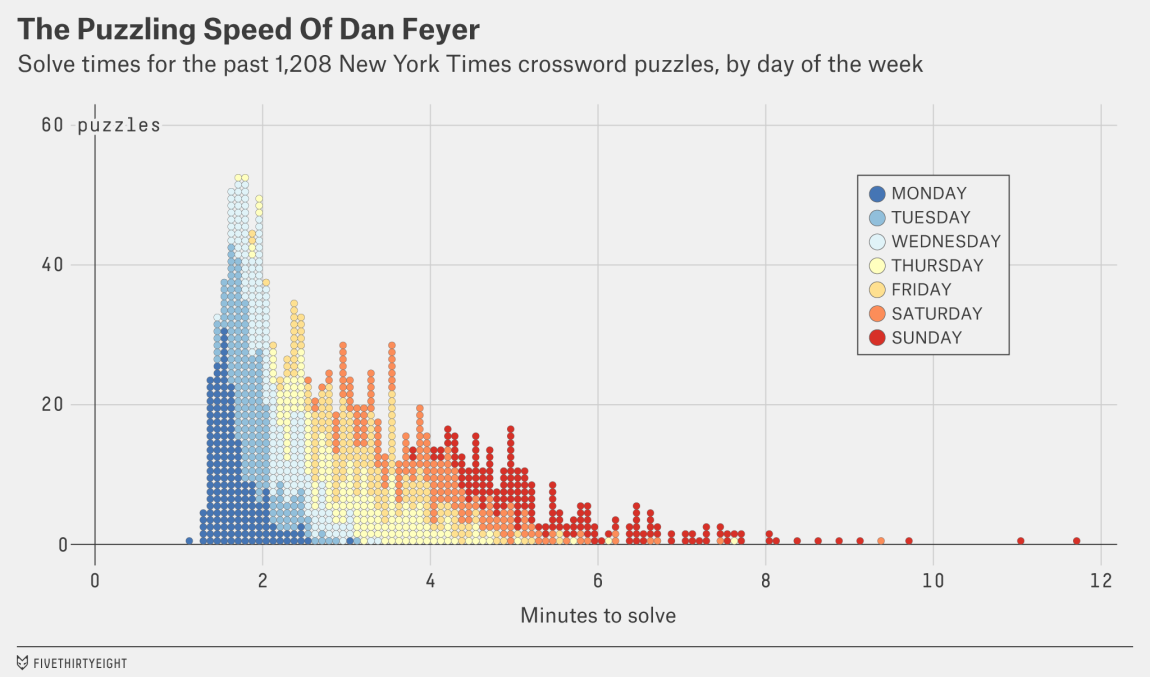 The Puzzling Speed Of Dan Feyer
Solve times for the past 1,208 New York Times crossword puzzles, by day of the week
60 puzzles
MONDAY
TUESDAY
WEDNESDAY
THURSDAY
FRIDAY
SATURDAY
SUNDAY
40
20
0
0 2 4 6 8 10 12
Minutes to solve
FIVETHIRTYEIGHT